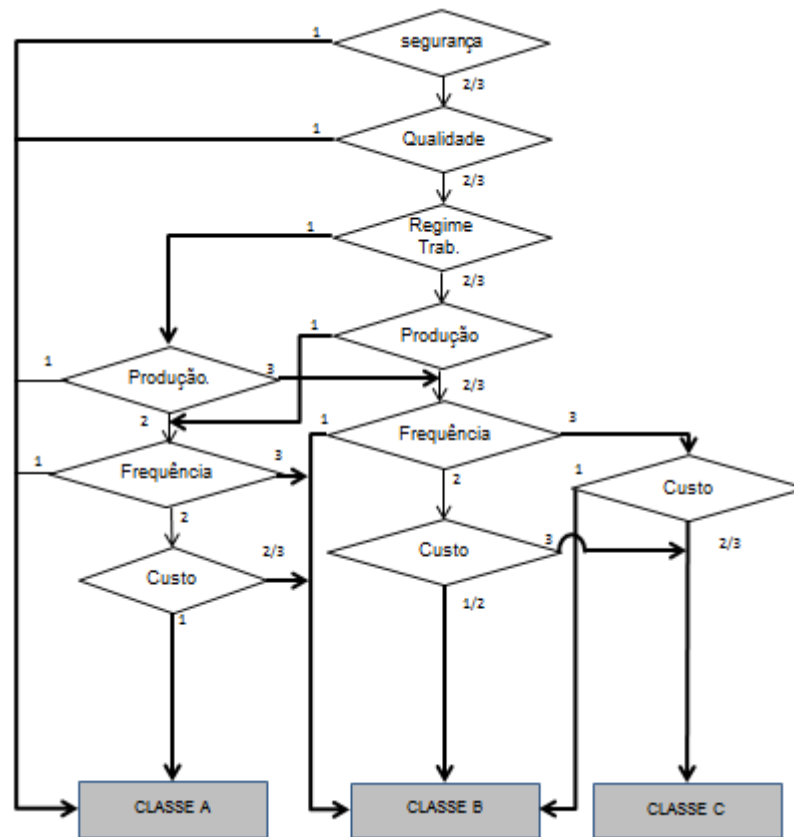 1
segurança
2/3
1
Qualidade
2/3
1
Regime
Trab.
2/3
1
Produção
2/3
1
Produção.
3
2
1
Frequência
3
2
1
Frequência
3
2
1
Custo
2/3
Custo
2/3
1
Custo
3
1/2
CLASSE A
CLASSE B
CLASSE C